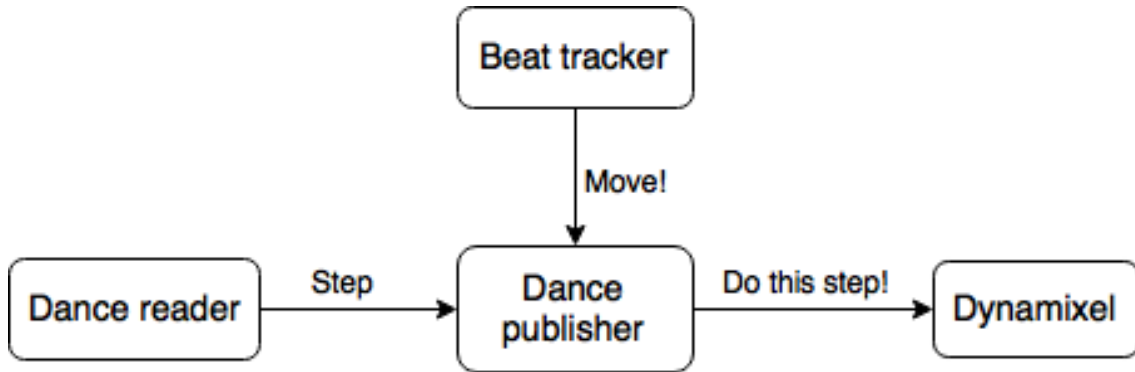 Beat tracker
Move!
Dance reader
Step
Dance
publisher
Do this step!
Dynamixel